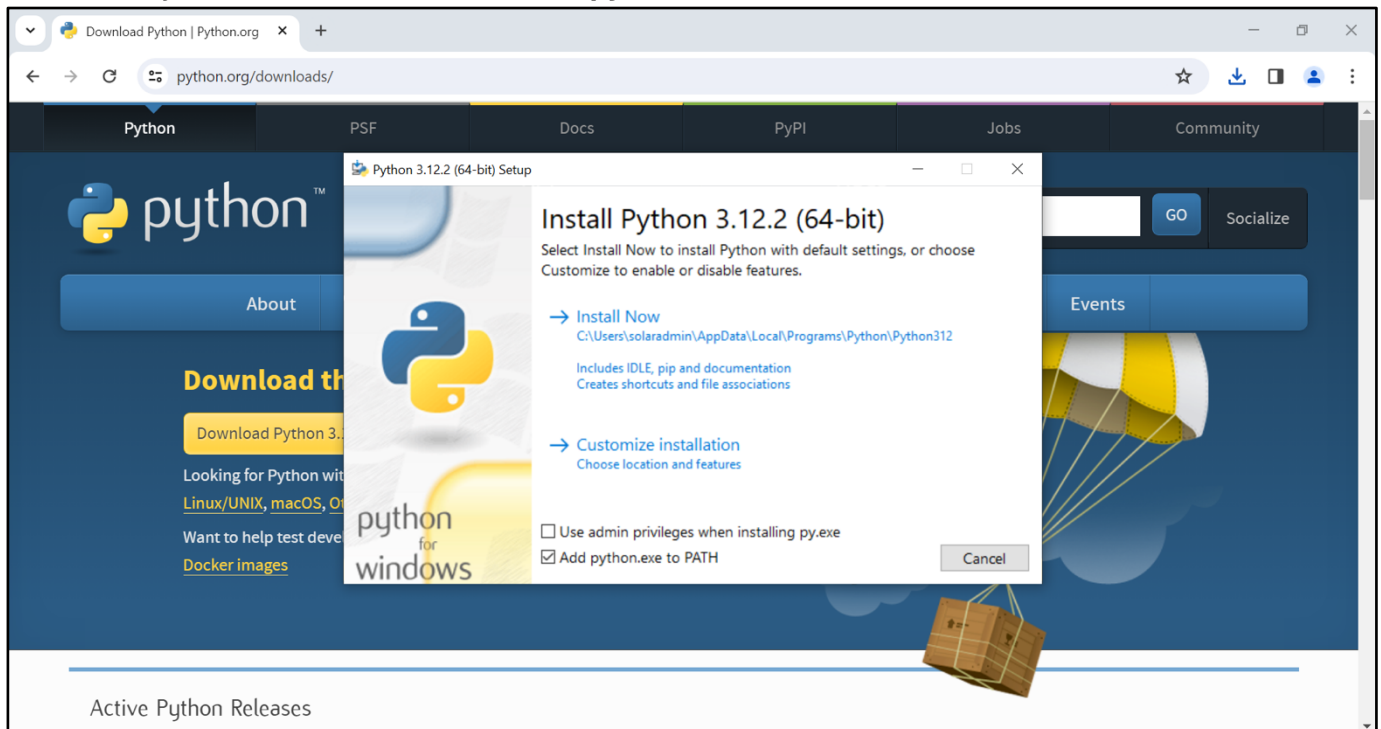 Download Python | Python.org
python.org/downloads/
Python PSF Docs PyPI Jobs Community
Python 3.12.2 (64-bit) Setup
python™
GO Socialize
Install Python 3.12.2 (64-bit)
Select Install Now to install Python with default settings, or choose
Customize to enable or disable features.
About
Events
Install Now
C:\Users\solaradmin\AppData\Local\Programs\Python\Python312
Includes IDLE, pip and documentation
Creates shortcuts and file associations
Download th
Download Python 3.
Customize installation
Choose location and features
Looking for Python wit
Linux/UNIX, macOS, Ot
Want to help test deve
Docker images
python
for
windows
Use admin privileges when installing py.exe
Add python.exe to PATH
Cancel
Active Python Releases